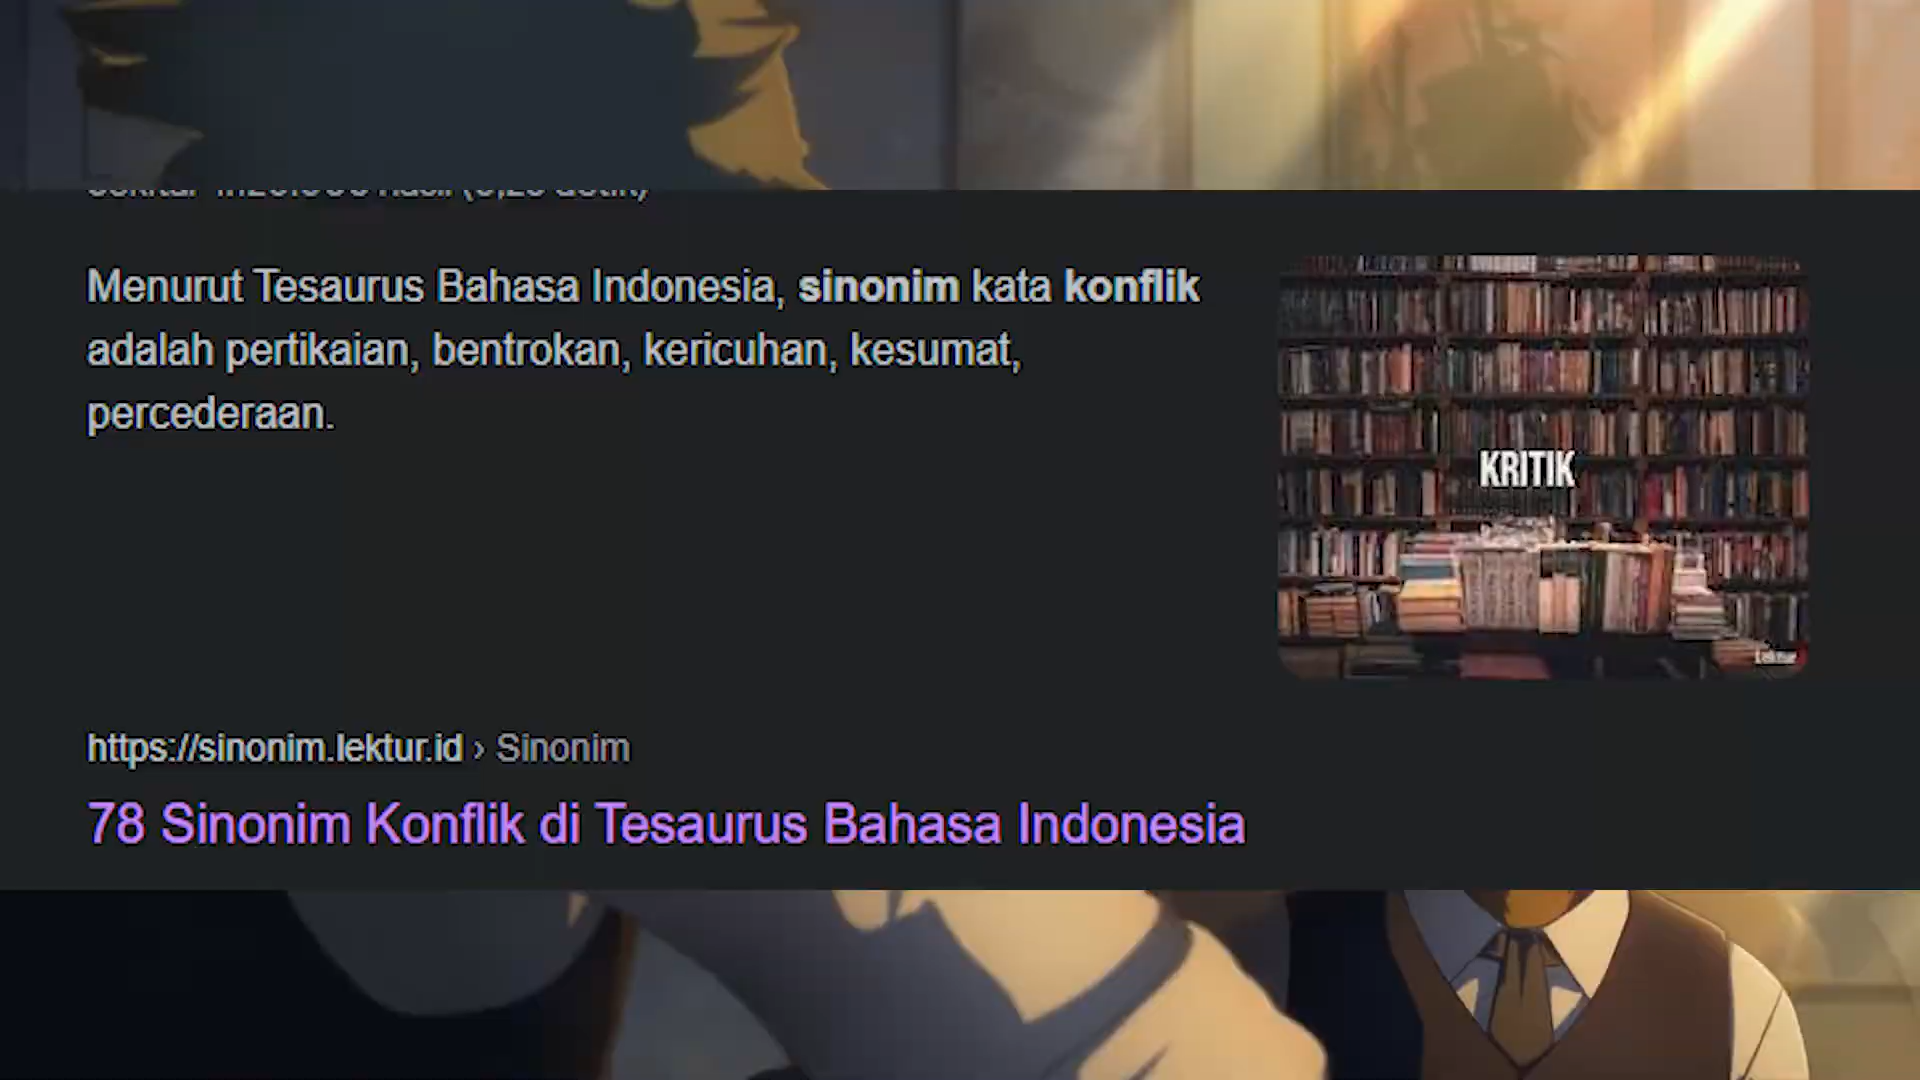 Menurut Tesaurus Bahasa Indonesia, sinonim kata konflik
adalah pertikaian, bentrokan, kericuhan, kesumat,
percederaan.
KRITIK
https://sinonim.lektur.id › Sinonim
78 Sinonim Konflik di Tesaurus Bahasa Indonesia